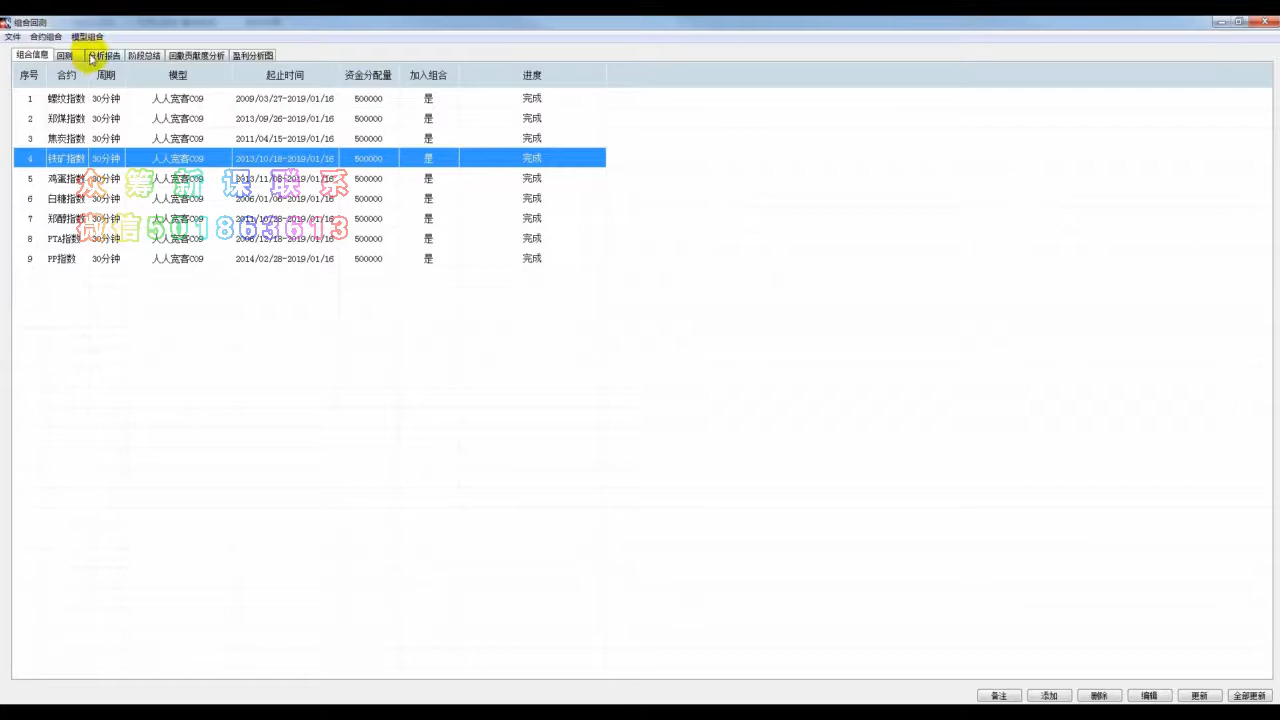 组合回测
文件 合约组合 模型组合
组合信息 回测 分析报告 阶段总结 回撤贡献度分析 盈利分析图
序号 合约 周期 模型 起止时间 资金分配量 加入组合 进度
1 螺纹指数 30分钟 人人宽客C09 2009/03/27-2019/01/16 500000 是 完成
2 郑煤指数 30分钟 人人宽客C09 2013/09/26-2019/01/16 500000 是 完成
3 焦炭指数 30分钟 人人宽客C09 2011/04/15-2019/01/16 500000 是 完成
4 铁矿指数 30分钟 人人宽客C09 2013/10/18-2019/01/16 500000 是 完成
5 鸡蛋指数 30分钟 人人宽客C09 2013/11/08-2019/01/16 500000 是 完成
众筹新课联系
6 白糖指数 30分钟 人人宽客C09 2006/01/06-2019/01/16 500000 是 完成
7 郑醇指数 30分钟 人人宽客C09 2011/10/28-2019/01/16 500000 是 完成
微信501863613
8 PTA指数 30分钟 人人宽客C09 2006/12/18-2019/01/16 500000 是 完成
9 PP指数 30分钟 人人宽客C09 2014/02/28-2019/01/16 500000 是 完成
备注 添加 删除 编辑 更新 全部更新